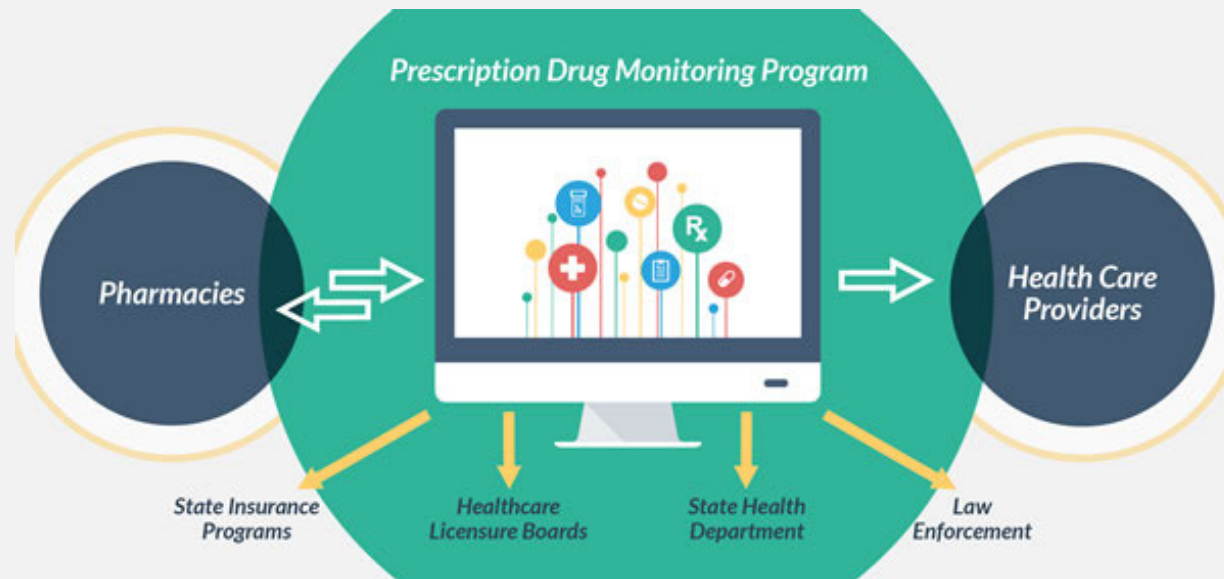 Prescription Drug Monitoring Program
Pharmacies
Rx
Health Care
Providers
State Insurance
Programs
Healthcare
Licensure Boards
State Health
Department
Law
Enforcement